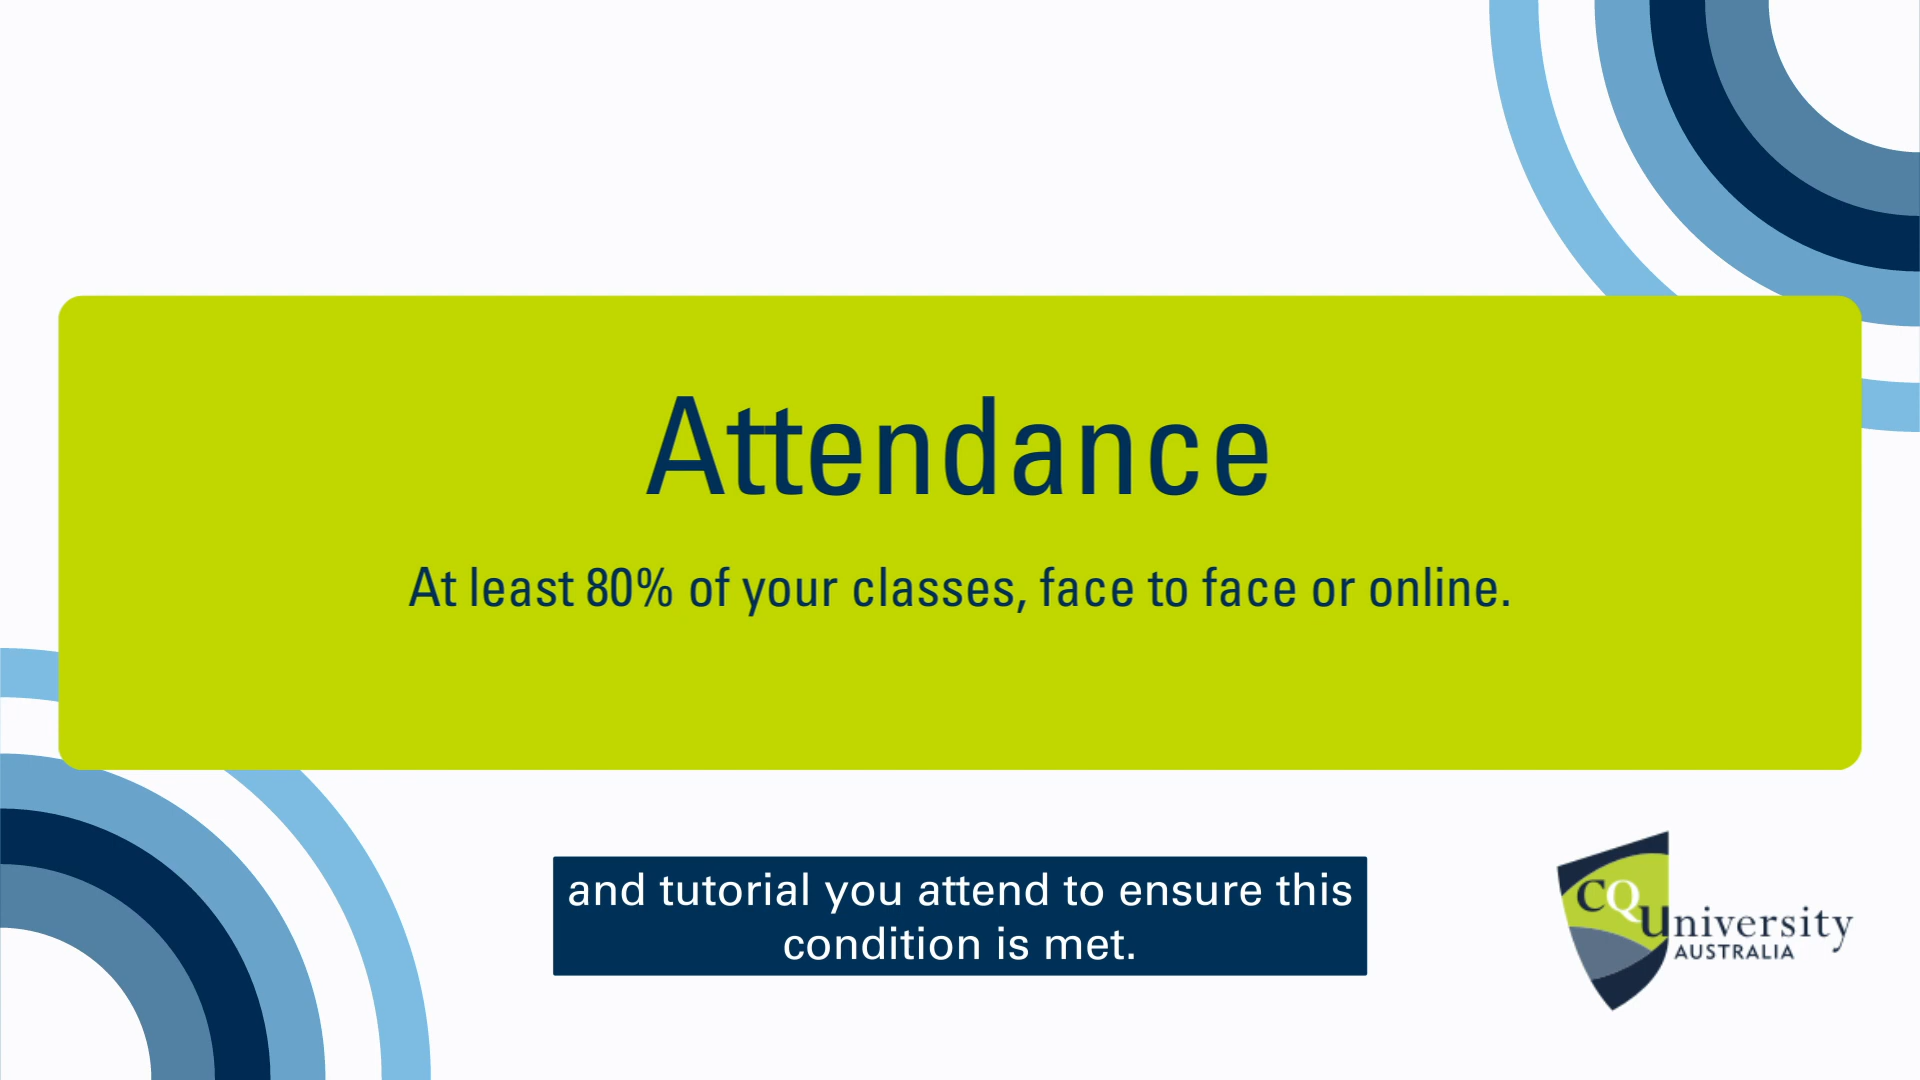 Attendance
At least 80% of your classes, face to face or online.
and tutorial you attend to ensure this
condition is met.
CQUniversity
AUSTRALIA